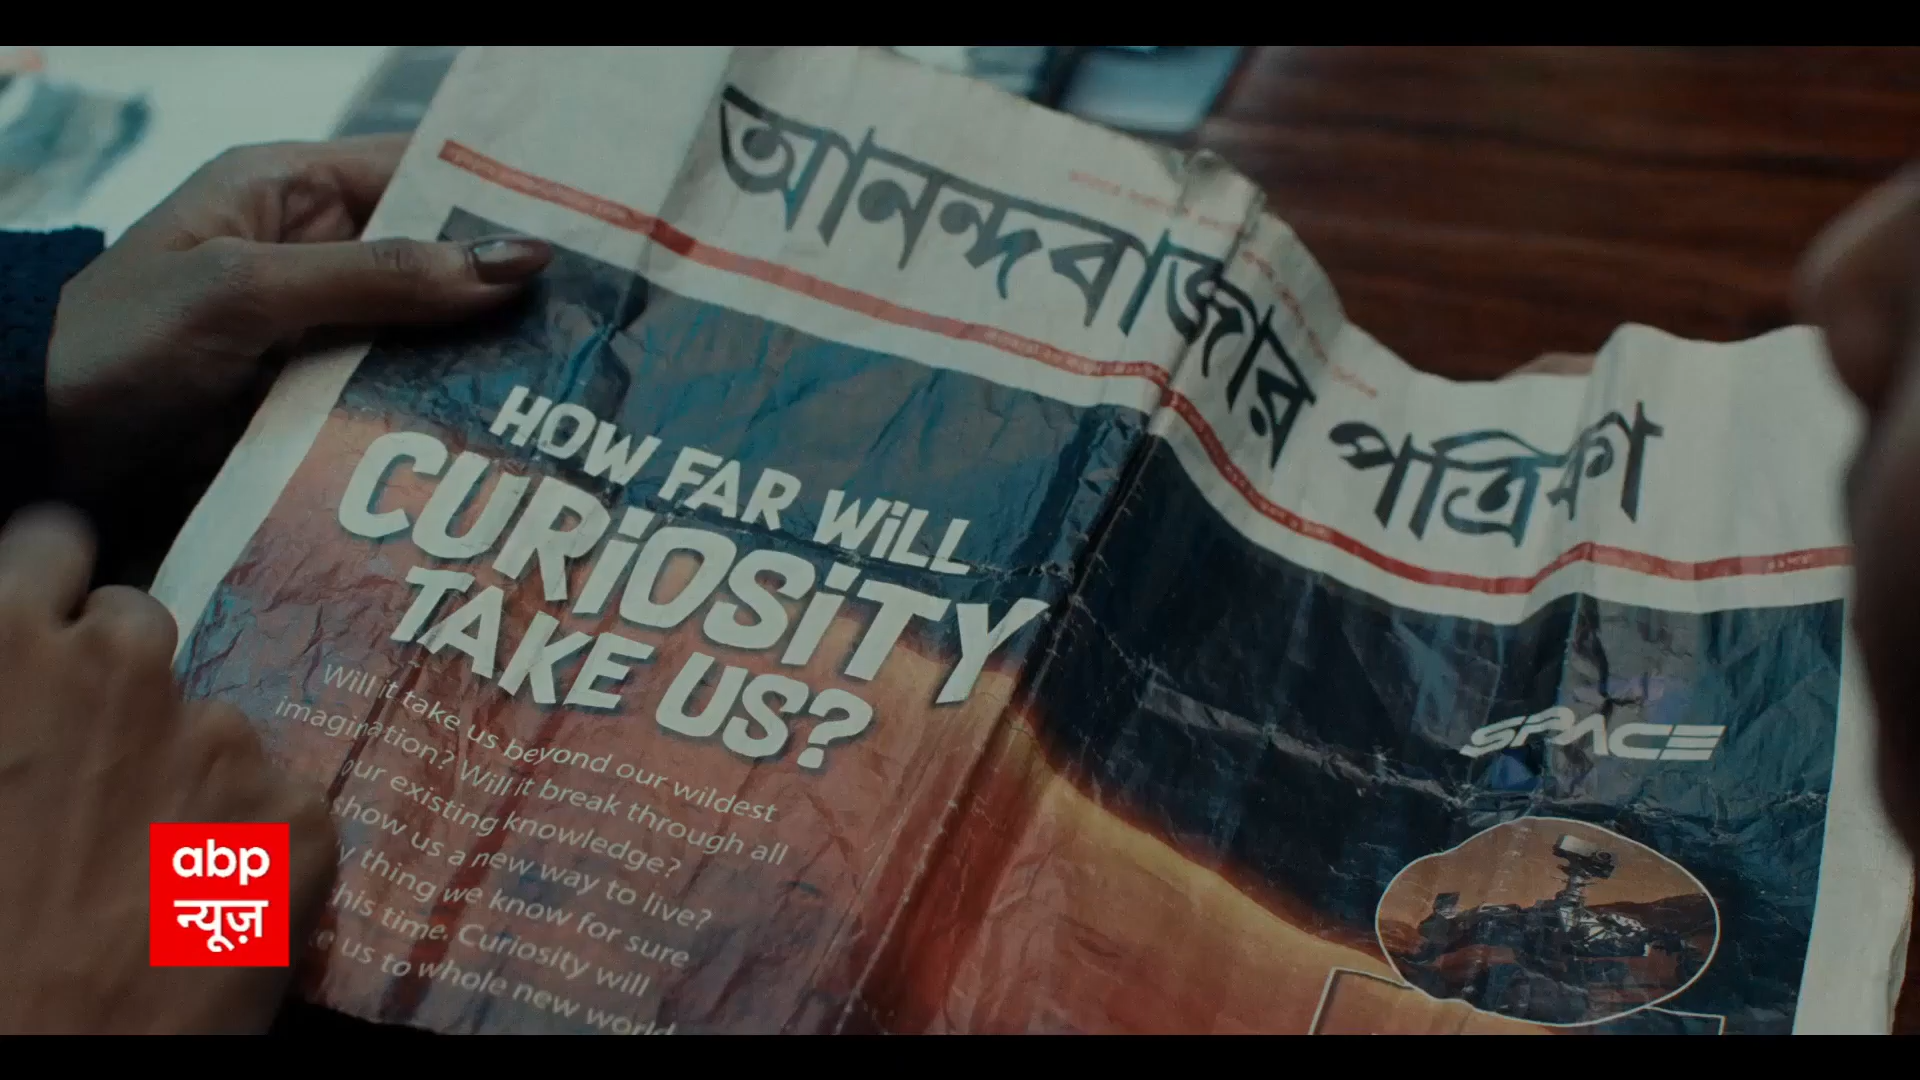 আনন্দবাজার পত্রিকা
HOW FAR WiLL
CURiOSiTY
TAKE US?
Will it take us beyond our wildest
imagination? Will it break through all
our existing knowledge?
show us a new way to live?
thing we know for sure
this time. Curiosity will
us to whole new world
SPACE
abp
न्यूज़